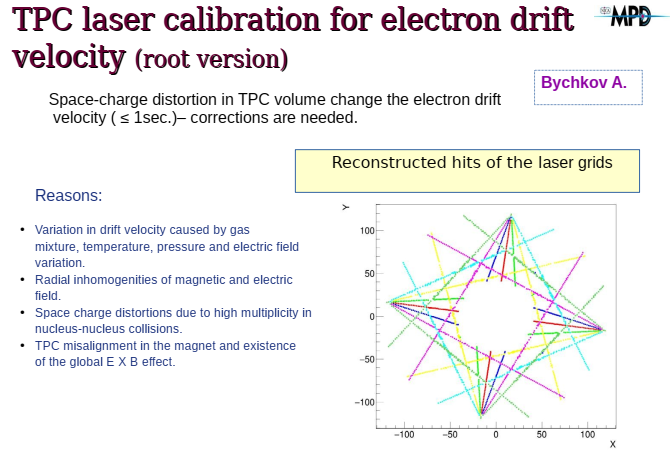 TPC laser calibration for electron drift
velocity (root version)
MPD
Bychkov A.
Space-charge distortion in TPC volume change the electron drift
velocity ( ≤ 1sec.)– corrections are needed.
Reconstructed hits of the laser grids
Reasons:
• Variation in drift velocity caused by gas
mixture, temperature, pressure and electric field
variation.
• Radial inhomogenities of magnetic and electric
field.
• Space charge distortions due to high multiplicity in
nucleus-nucleus collisions.
• TPC misalignment in the magnet and existence
of the global E X B effect.
Y
100
50
0
−50
−100
−100 −50 0 50 100
X